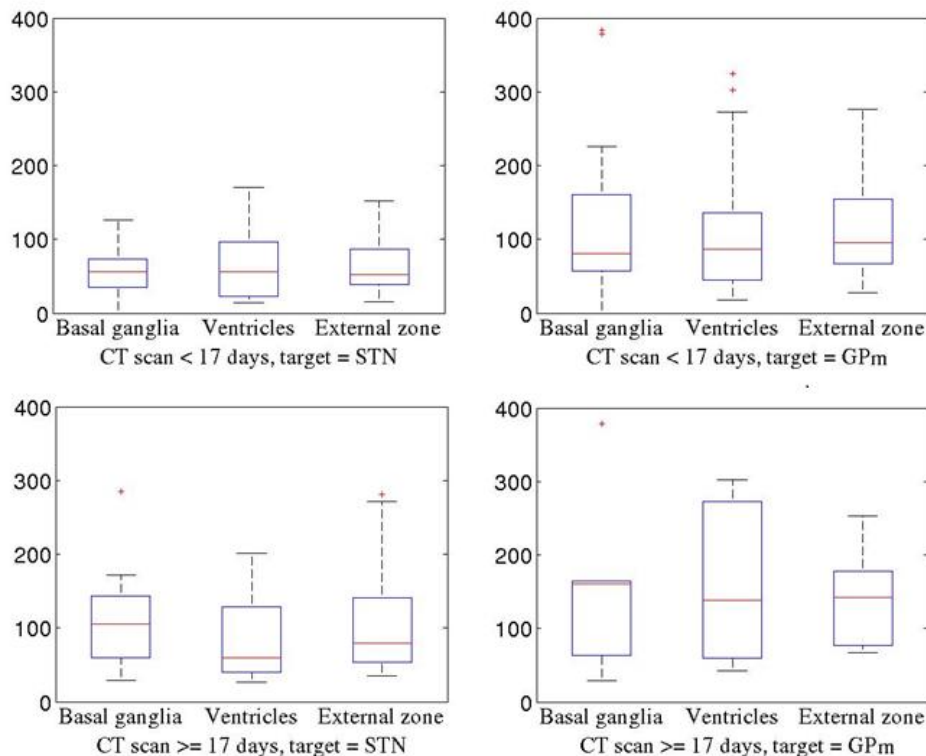 400
300
200
100
0
Basal ganglia Ventricles External zone
CT scan < 17 days, target = STN
400
300
200
100
0
Basal ganglia Ventricles External zone
CT scan < 17 days, target = GPm
400
300
200
100
0
Basal ganglia Ventricles External zone
CT scan >= 17 days, target = STN
400
300
200
100
0
Basal ganglia Ventricles External zone
CT scan >= 17 days, target = GPm